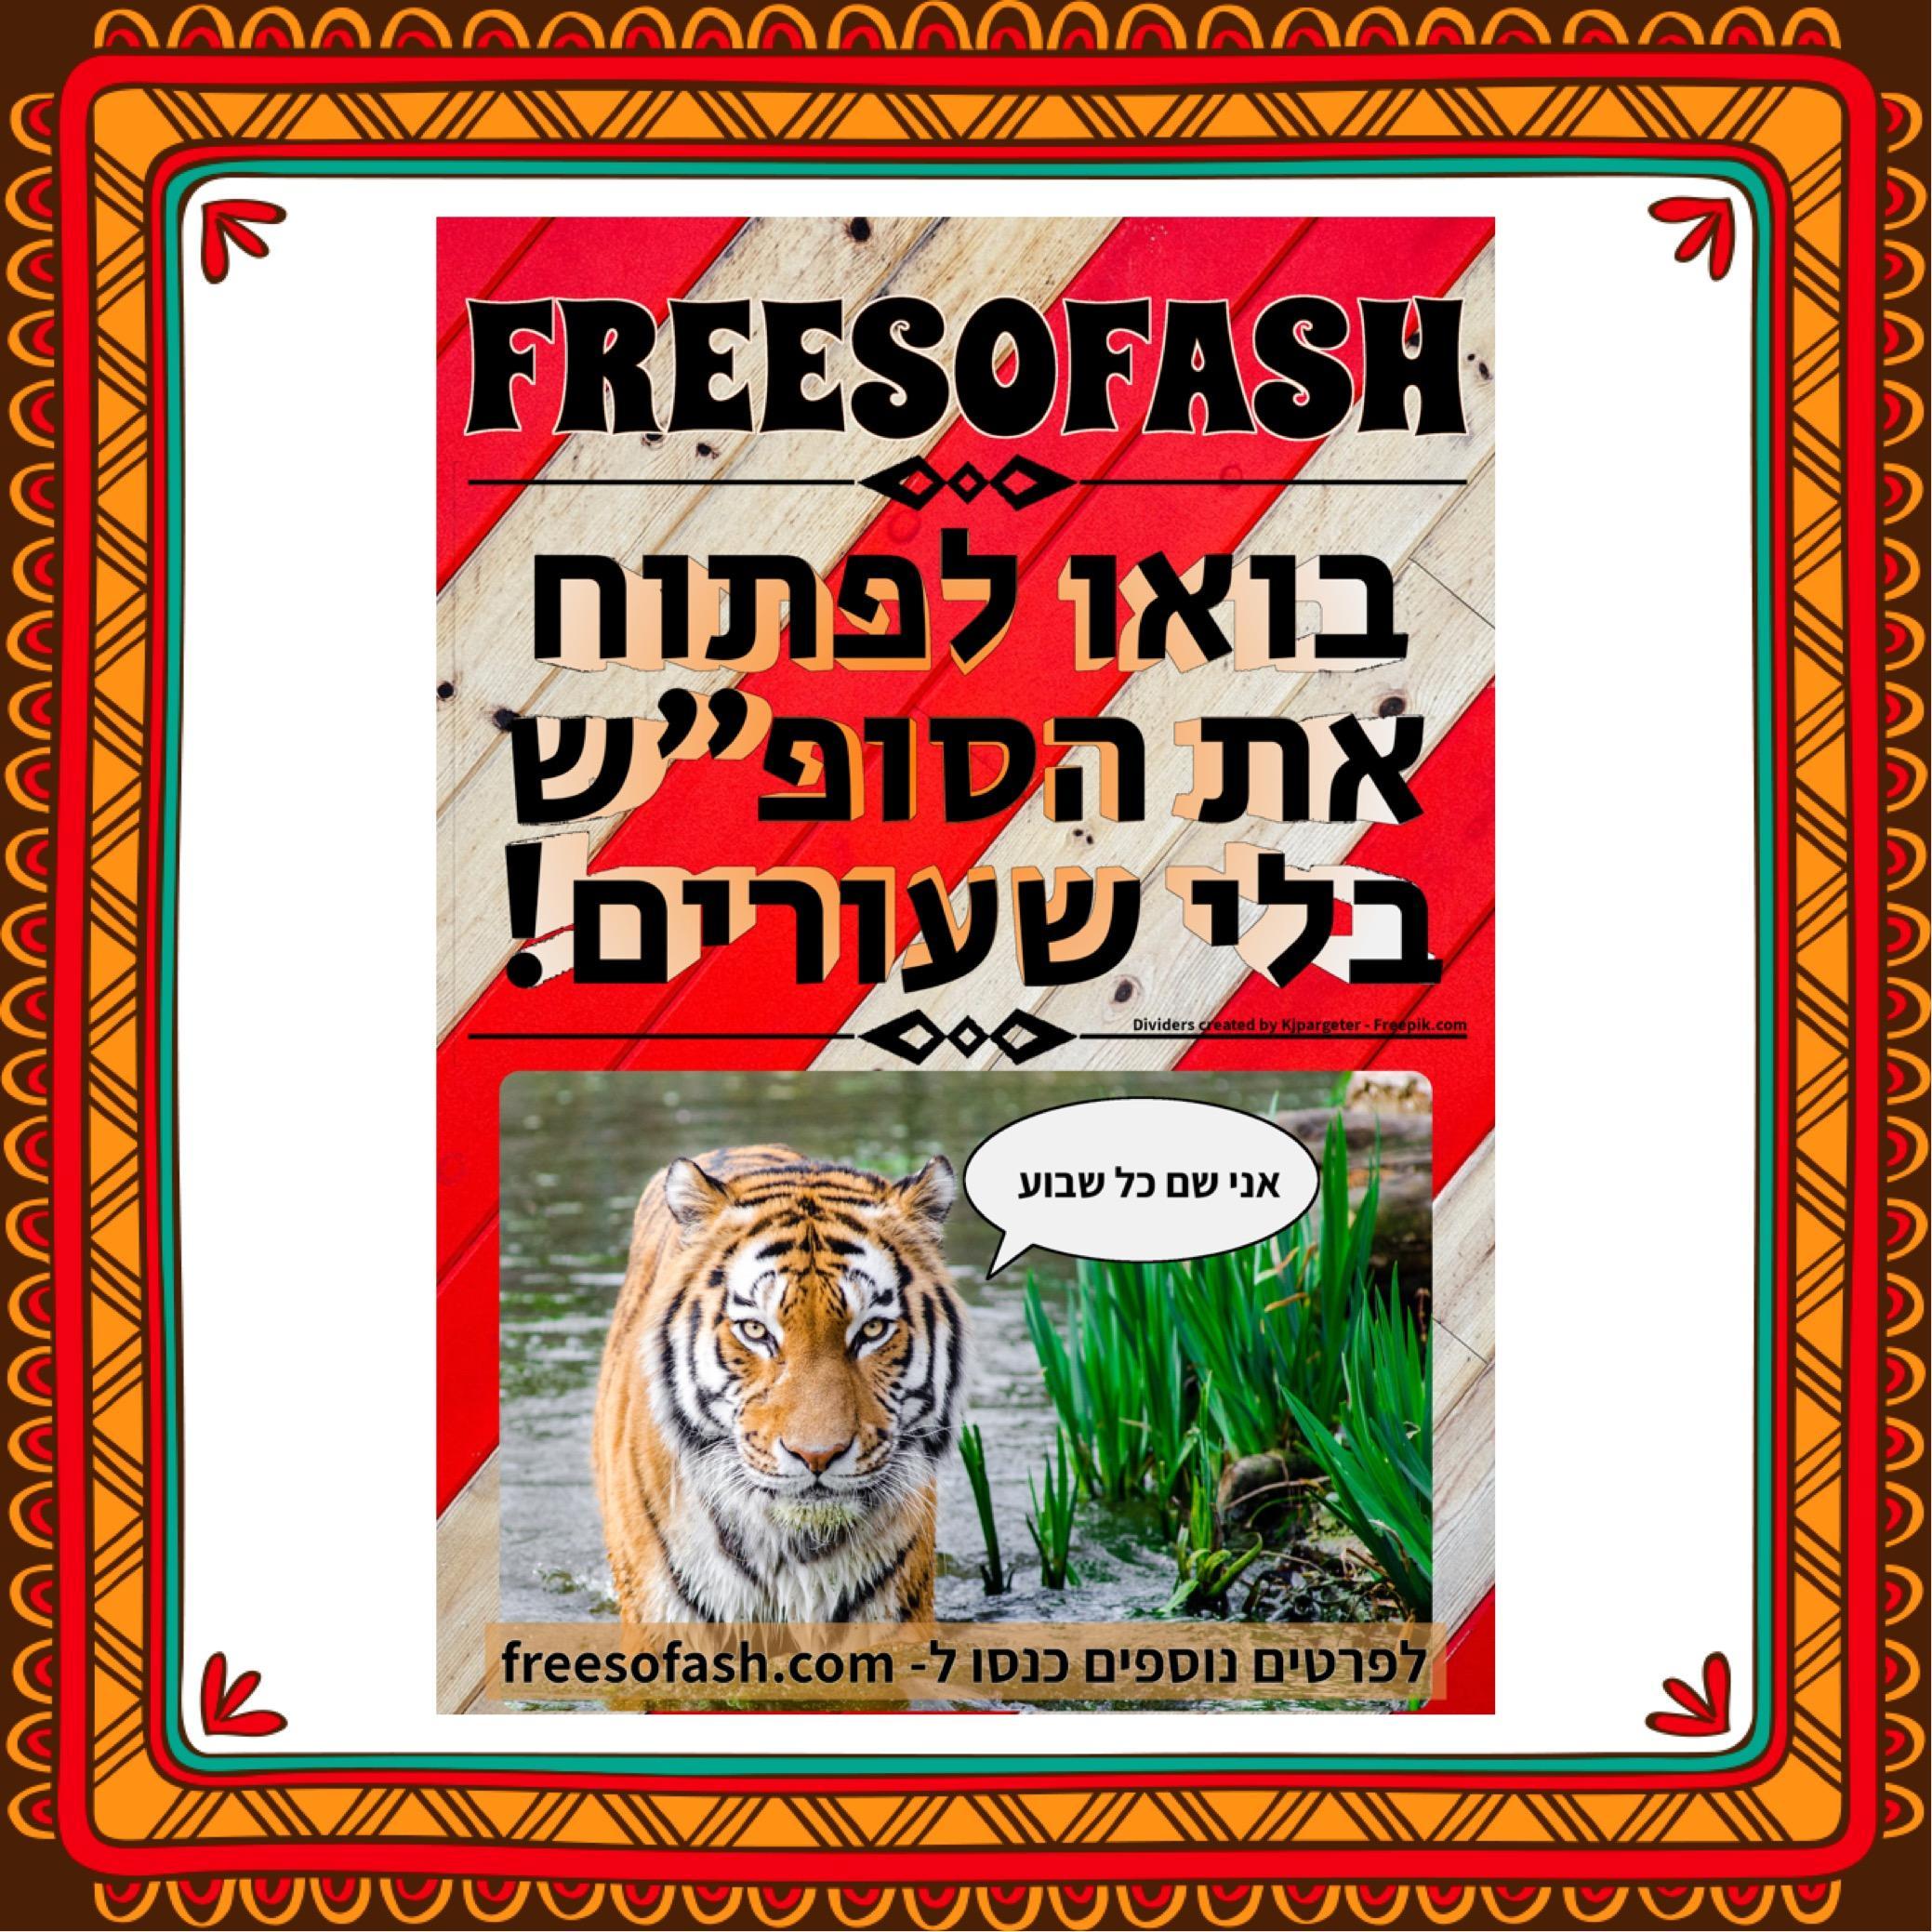 FREESOFASH
בואו לפתוח
את הסופ”ש
בלי שעורים!
Dividers created by Kjpargeter - Freepik.com
אני שם כל שבוע
לפרטים נוספים כנסו ל- freesofash.com